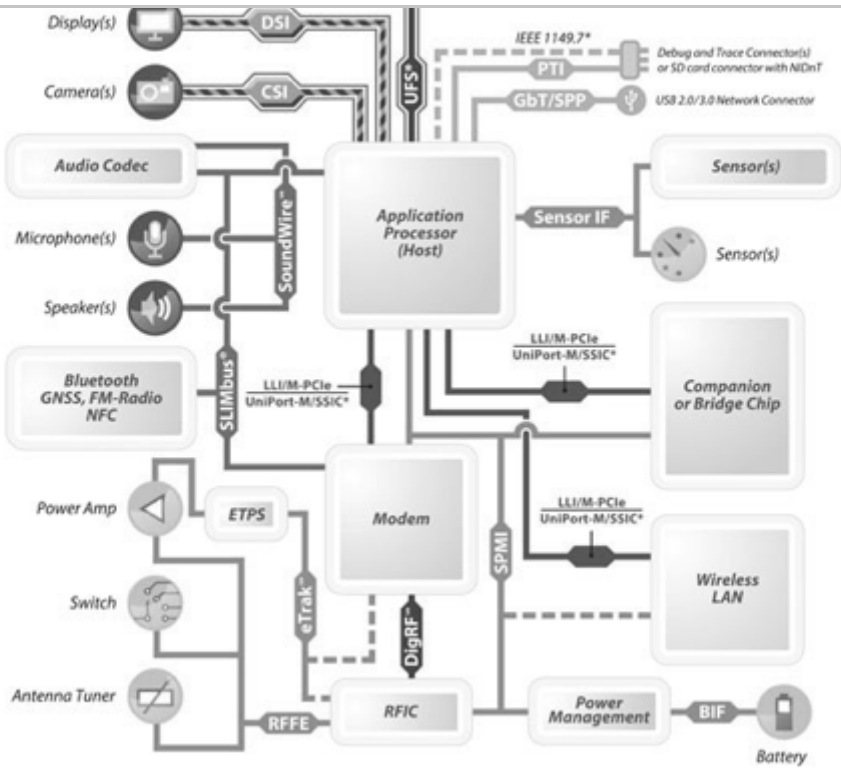 Display(s)
DSI
UFS*
IEEE 1149.7*
PTI
Debug and Trace Connector(s)
or SD card connector with NIDnT
Camera(s)
CSI
GbT/SPP
USB 2.0/3.0 Network Connector
Audio Codec
Application
Processor
(Host)
Sensor(s)
Sensor IF
Microphone(s)
SoundWire™
Sensor(s)
Speaker(s)
Bluetooth
GNSS, FM-Radio
NFC
SLIMbus®
LLI/M-PCIe
UniPort-M/SSIC*
LLI/M-PCIe
UniPort-M/SSIC*
Companion
or Bridge Chip
Power Amp
ETPS
Modem
SPMI
LLI/M-PCIe
UniPort-M/SSIC*
Wireless
LAN
Switch
eTrak™
DigRF™
Antenna Tuner
RFFE
RFIC
Power
Management
BIF
Battery